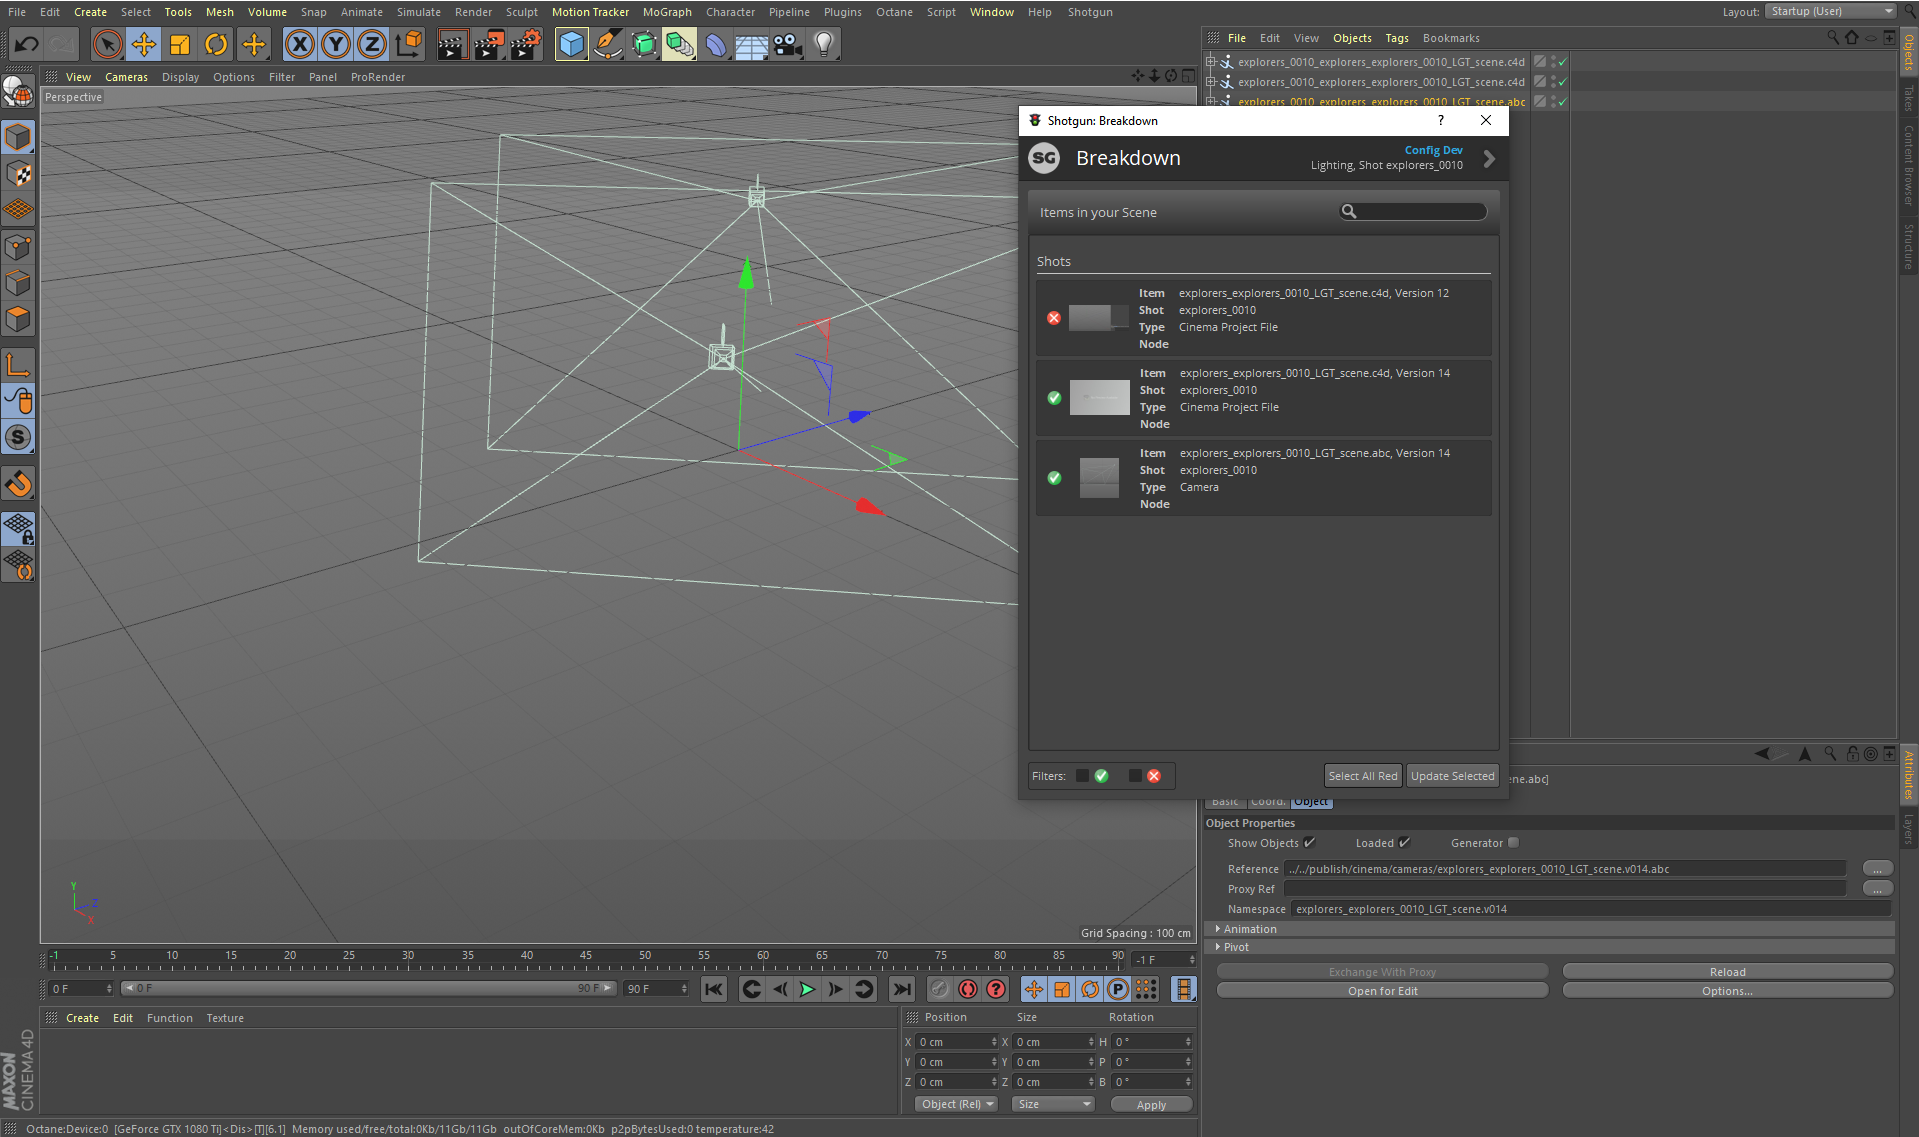 File Edit Create Select Tools Mesh Volume Snap Animate Simulate Render Sculpt Motion Tracker MoGraph Character Pipeline Plugins Octane Script Window Help Shotgun
Layout: Startup (User)
X Y Z
File Edit View Objects Tags Bookmarks
explorers_0010_explorers_explorers_0010_LGT_scene.c4d
explorers_0010_explorers_explorers_0010_LGT_scene.c4d
explorers_0010_explorers_explorers_0010_LGT_scene.abc
Objects
Takes
Content Browser
Structure
View Cameras Display Options Filter Panel ProRender
Perspective
Shotgun: Breakdown
?
SG Breakdown
Config Dev
Lighting, Shot explorers_0010
Items in your Scene
Shots
Item explorers_explorers_0010_LGT_scene.c4d, Version 12
Shot explorers_0010
Type Cinema Project File
Node
Item explorers_explorers_0010_LGT_scene.c4d, Version 14
Shot explorers_0010
Type Cinema Project File
Node
Item explorers_explorers_0010_LGT_scene.abc, Version 14
Shot explorers_0010
Type Camera
Node
Filters:
Select All Red Update Selected
S
Y
Z
X
Grid Spacing : 100 cm
ene.abc]
Basic Coord. Object
Object Properties
Show Objects Loaded Generator
Reference ../../publish/cinema/cameras/explorers_explorers_0010_LGT_scene.v014.abc ...
Proxy Ref ...
Namespace explorers_explorers_0010_LGT_scene.v014
Animation
Pivot
Exchange With Proxy Reload
Open for Edit Options...
Attributes
Layers
-1 5 10 15 20 25 30 35 40 45 50 55 60 65 70 75 80 85 90 -1 F
0 F 0 F 90 F 90 F
? P
Create Edit Function Texture
Position Size Rotation
X 0 cm X 0 cm H 0 °
Y 0 cm Y 0 cm P 0 °
Z 0 cm Z 0 cm B 0 °
Object (Rel) Size Apply
MAXON
CINEMA 4D
Octane:Device:0 [GeForce GTX 1080 Ti]<Dis>[T][6.1] Memory used/free/total:0Kb/11Gb/11Gb outOfCoreMem:0Kb p2pBytesUsed:0 temperature:42